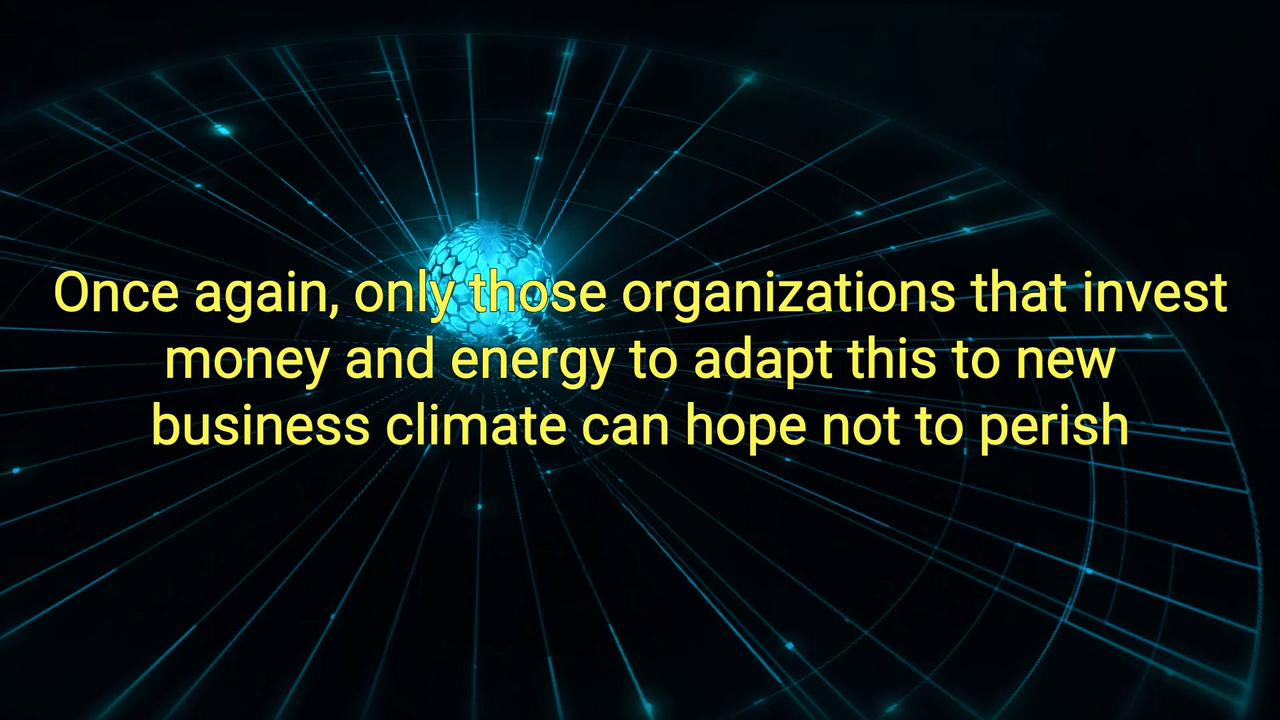 Once again, only those organizations that invest
money and energy to adapt this to new
business climate can hope not to perish